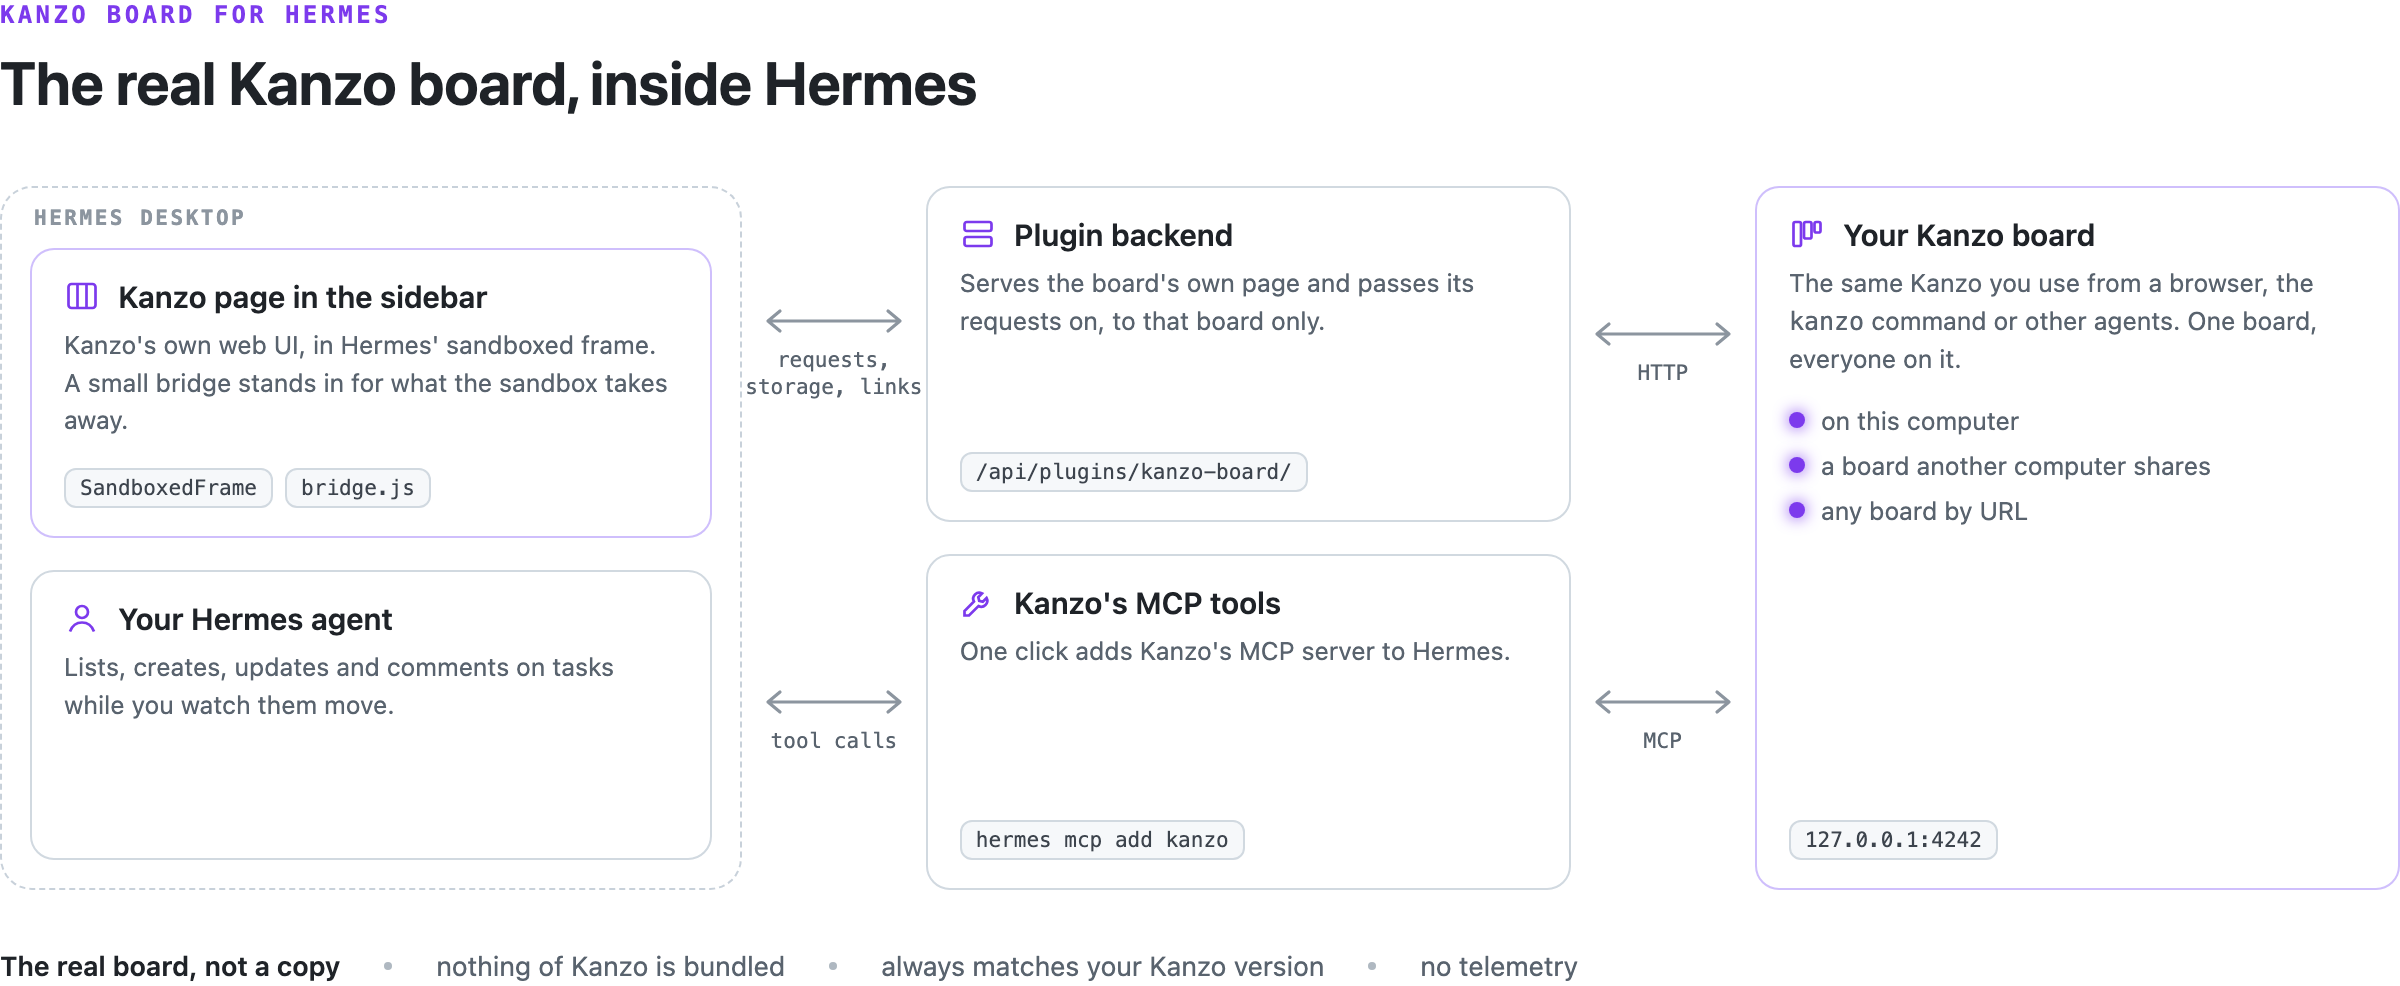 KANZO BOARD FOR HERMES
The real Kanzo board, inside Hermes
HERMES DESKTOP
Kanzo page in the sidebar
Kanzo's own web UI, in Hermes' sandboxed frame.
A small bridge stands in for what the sandbox takes
away.
SandboxedFrame
bridge.js
Your Hermes agent
Lists, creates, updates and comments on tasks
while you watch them move.
requests,
storage, links
tool calls
Plugin backend
Serves the board's own page and passes its
requests on, to that board only.
/api/plugins/kanzo-board/
Kanzo's MCP tools
One click adds Kanzo's MCP server to Hermes.
hermes mcp add kanzo
HTTP
MCP
Your Kanzo board
The same Kanzo you use from a browser, the
kanzo command or other agents. One board,
everyone on it.
on this computer
a board another computer shares
any board by URL
127.0.0.1:4242
The real board, not a copy • nothing of Kanzo is bundled • always matches your Kanzo version • no telemetry